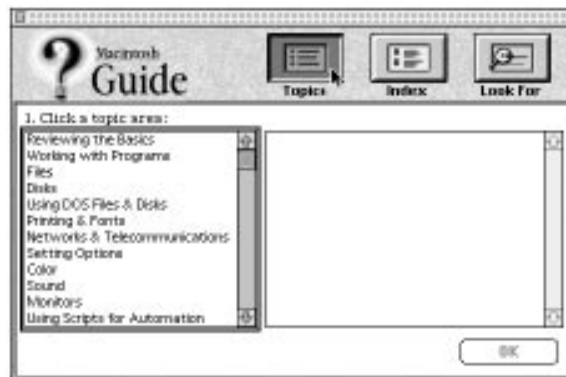 Macintosh
Guide
Topics
Index
Look For
1. Click a topic area:
Reviewing the Basics
Working with Programs
Files
Disks
Using DOS Files & Disks
Printing & Fonts
Networks & Telecommunications
Setting Options
Color
Sound
Monitors
Using Scripts for Automation
OK